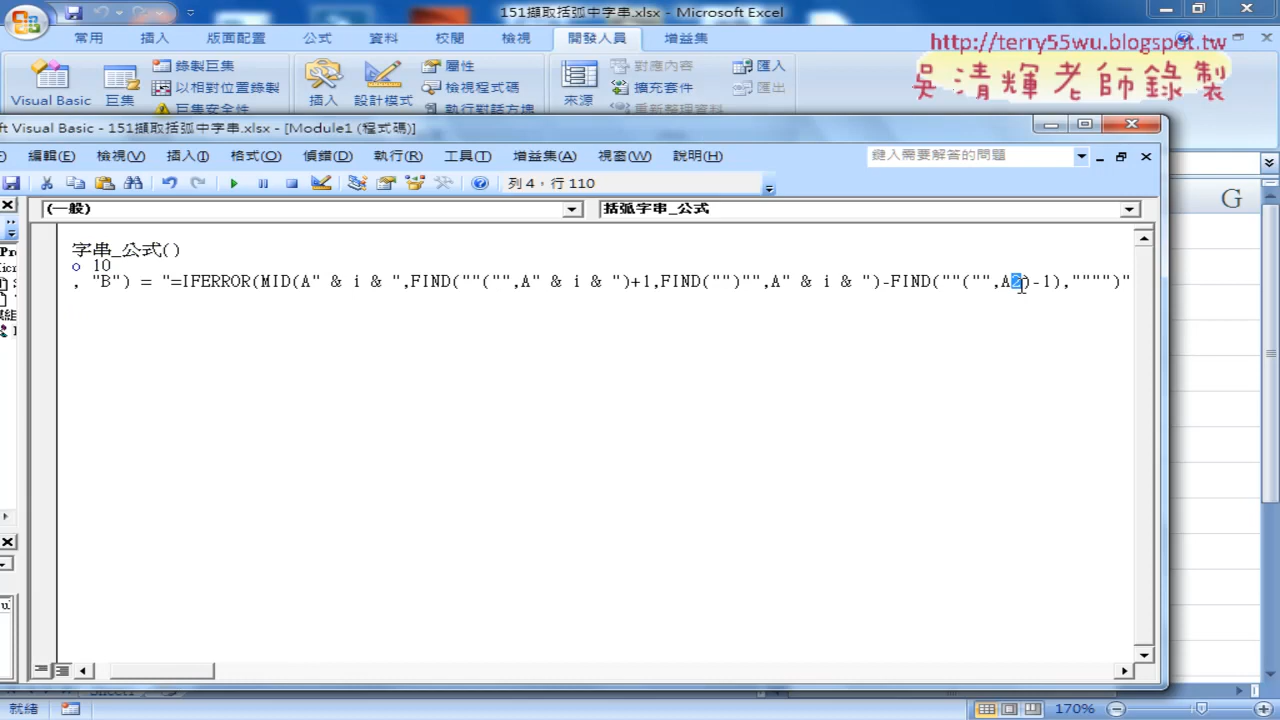 151擷取括弧中字串.xlsx - Microsoft Excel
常用 插入 版面配置 公式 資料 校閱 檢視 開發人員 增益集
http://terry55wu.blogspot.tw
吳清輝老師錄製
Visual Basic 巨集 錄製巨集 以相對位置錄製 巨集安全性 插入 設計模式 屬性 檢視程式碼 執行對話方塊 來源 對應內容 擴充套件 重新整理資料 匯入 匯出
ft Visual Basic - 151擷取括弧中字串.xlsx - [Module1 (程式碼)]
編輯(E) 檢視(V) 插入(I) 格式(O) 偵錯(D) 執行(R) 工具(T) 增益集(A) 視窗(W) 說明(H) 鍵入需要解答的問題
列 4，行 110
G
(一般) 括弧字串_公式
字串_公式()
o 10
, "B") = "=IFERROR(MID(A" & i & ",FIND(""("",A" & i & ")+1,FIND("")"",A" & i & ")-FIND(""("",A2)-1),"""")"
Sheet1
就緒 170%